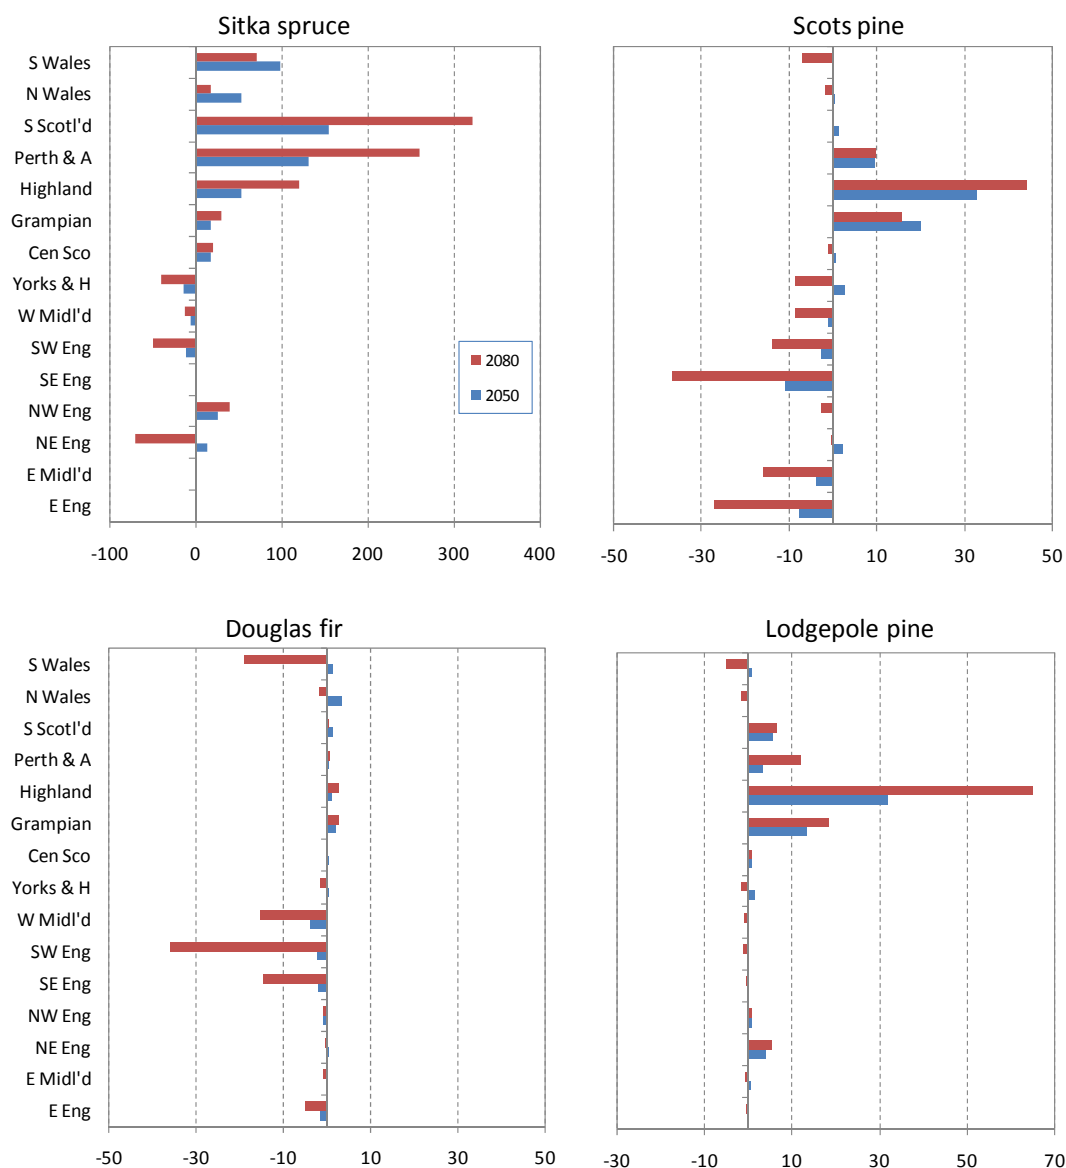 Sitka spruce
S Wales
N Wales
S Scotl'd
Perth & A
Highland
Grampian
Cen Sco
Yorks & H
W Midl'd
SW Eng
SE Eng
NW Eng
NE Eng
E Midl'd
E Eng
2080
2050
-100 0 100 200 300 400
Scots pine
-50 -30 -10 10 30 50
Douglas fir
S Wales
N Wales
S Scotl'd
Perth & A
Highland
Grampian
Cen Sco
Yorks & H
W Midl'd
SW Eng
SE Eng
NW Eng
NE Eng
E Midl'd
E Eng
-50 -30 -10 10 30 50
Lodgepole pine
-30 -10 10 30 50 70